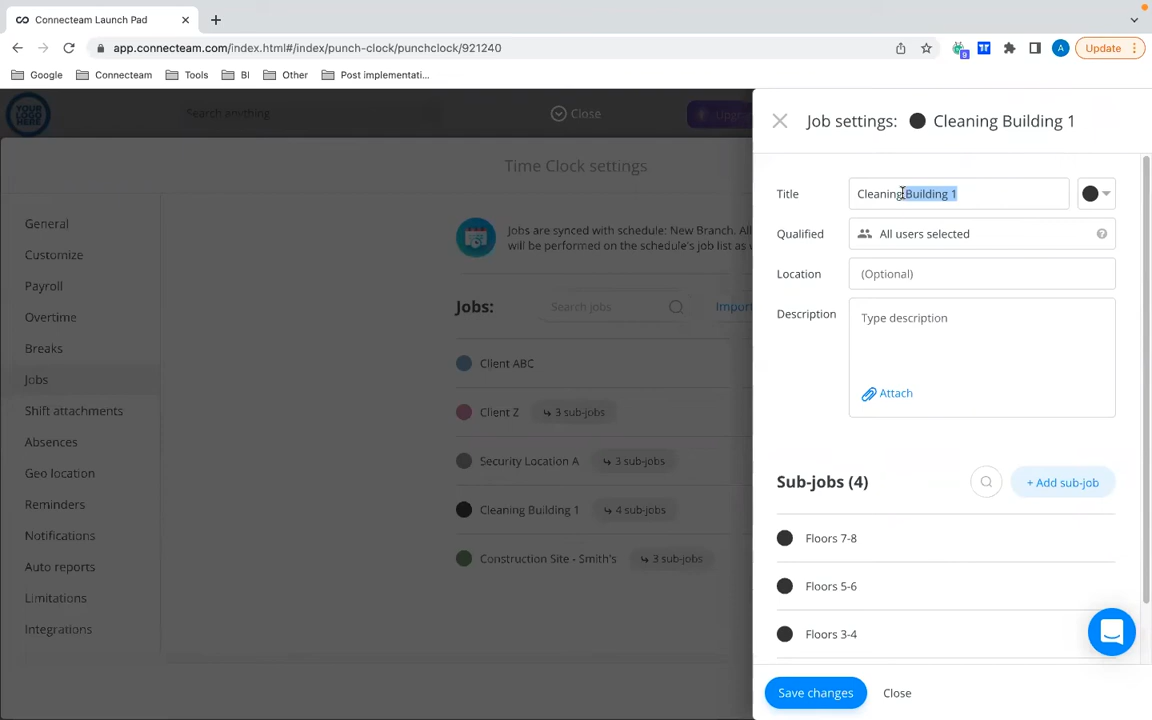 Connecteam Launch Pad
app.connecteam.com/index.html#/index/punch-clock/punchclock/921240
Update
Google
Connecteam
Tools
BI
Other
Post implementati...
YOUR
LOGO
HERE
Search anything
Close
Job settings: Cleaning Building 1
Time Clock settings
General
Customize
Payroll
Overtime
Breaks
Jobs
Shift attachments
Absences
Geo location
Reminders
Notifications
Auto reports
Limitations
Integrations
Jobs are synced with schedule: New Branch. All
will be performed on the schedule's job list as
Jobs:
Search jobs
Client ABC
Client Z
3 sub-jobs
Security Location A
3 sub-jobs
Cleaning Building 1
4 sub-jobs
Construction Site - Smith's
3 sub-jobs
Title
Cleaning Building 1
Qualified
All users selected
?
Location
(Optional)
Description
Type description
Attach
Sub-jobs (4)
+ Add sub-job
Floors 7-8
Floors 5-6
Floors 3-4
Save changes
Close
A
9